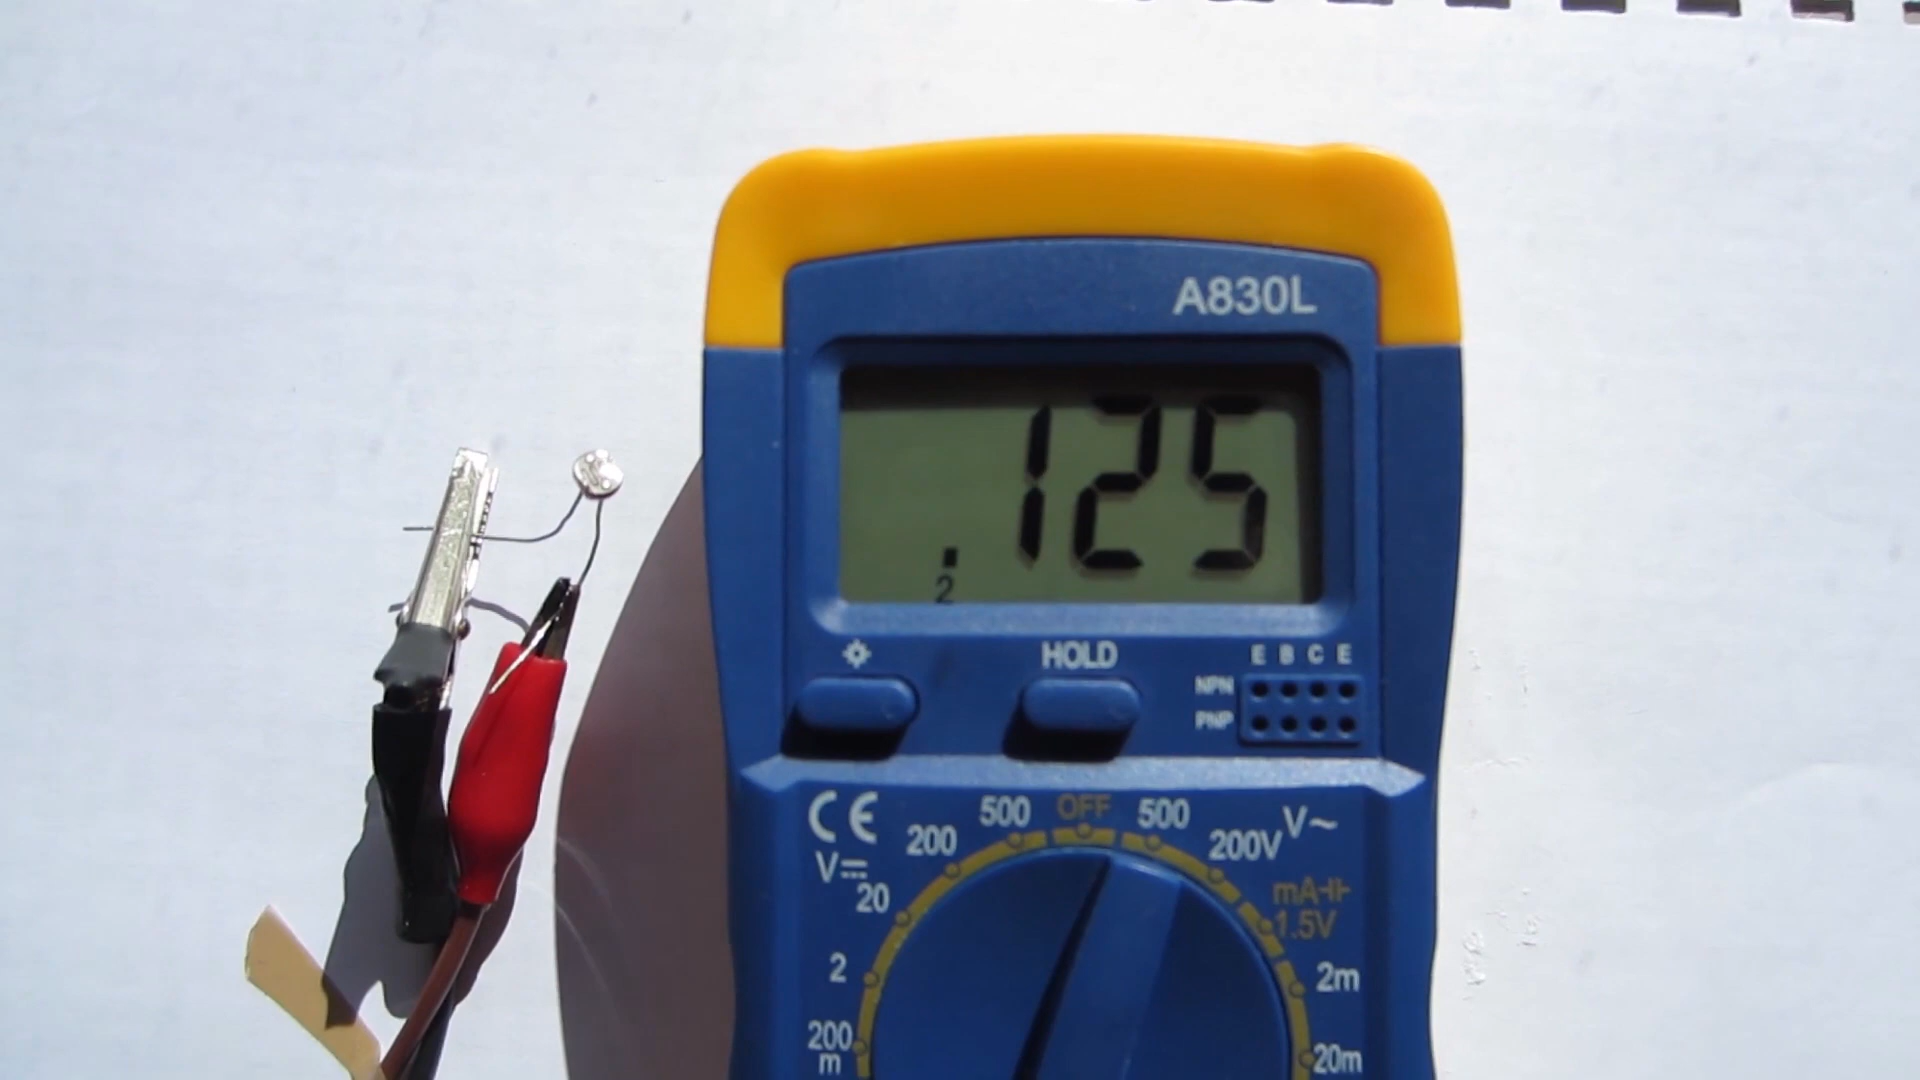 A830L
.125
2
HOLD
E B C E
NPN
PNP
CE
500 OFF 500
200 200V V~
V
20 mA
1.5V
2 2m
200
m 20m